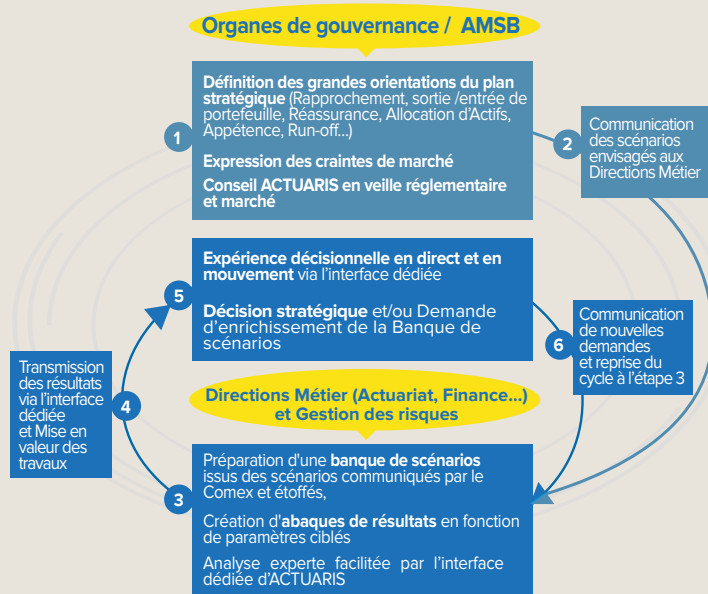 Organes de gouvernance / AMSB
Définition des grandes orientations du plan
stratégique (Rapprochement, sortie /entrée de
portefeuille, Réassurance, Allocation d'Actifs,
Appétence, Run-off...)
Expression des craintes de marché
Conseil ACTUARIS en veille réglementaire
et marché
1
2
Communication
des scénarios
envisagés aux
Directions Métier
Expérience décisionnelle en direct et en
mouvement via l'interface dédiée
Décision stratégique et/ou Demande
d'enrichissement de la Banque de
scénarios
5
6
Communication
de nouvelles
demandes
et reprise du
cycle à l'étape 3
Transmission
des résultats
via l'interface
dédiée
et Mise en
valeur des
travaux
4
Directions Métier (Actuariat, Finance...)
et Gestion des risques
3
Préparation d'une banque de scénarios
issus des scénarios communiqués par le
Comex et étoffés,
Création d'abaques de résultats en fonction
de paramètres ciblés
Analyse experte facilitée par l'interface
dédiée d'ACTUARIS